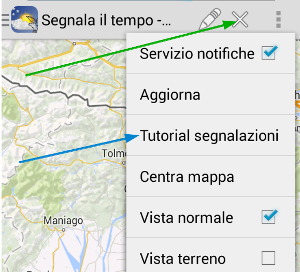 Segnala il tempo -...
Servizio notifiche
Aggiorna
Tutorial segnalazioni
Centra mappa
Vista normale
Vista terreno
Tolm
Maniago